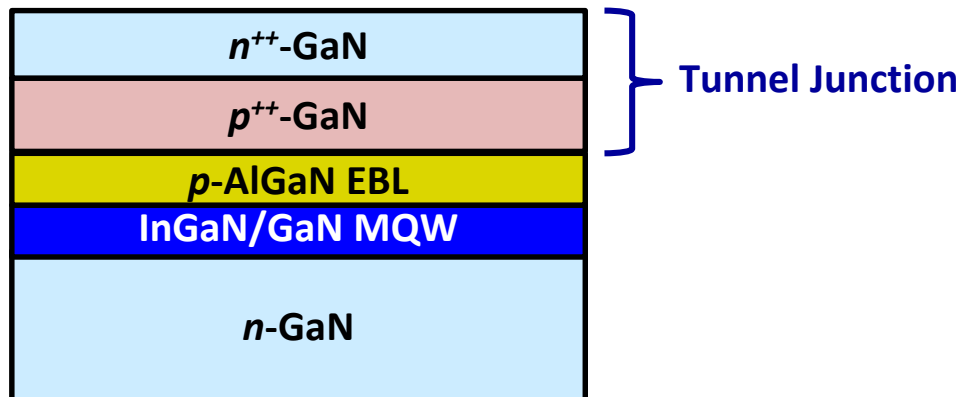 n++-GaN
Tunnel Junction
p++-GaN
p-AlGaN EBL
InGaN/GaN MQW
n-GaN